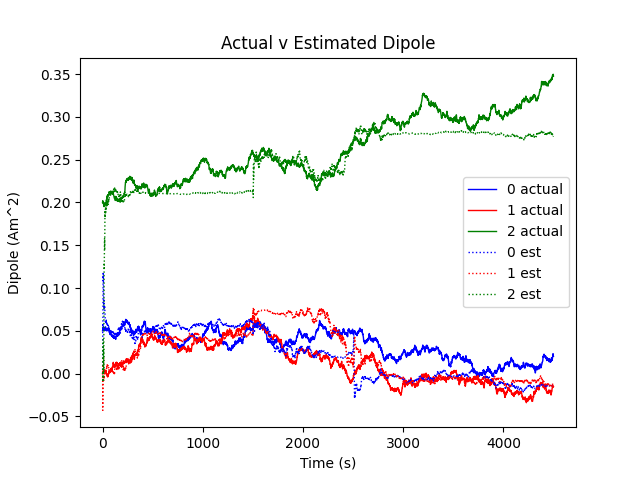 Actual v Estimated Dipole
0.35
0.30
0.25
0.20
0.15
0.10
0.05
0.00
−0.05
Dipole (Am^2)
0 actual
1 actual
2 actual
0 est
1 est
2 est
0 1000 2000 3000 4000
Time (s)